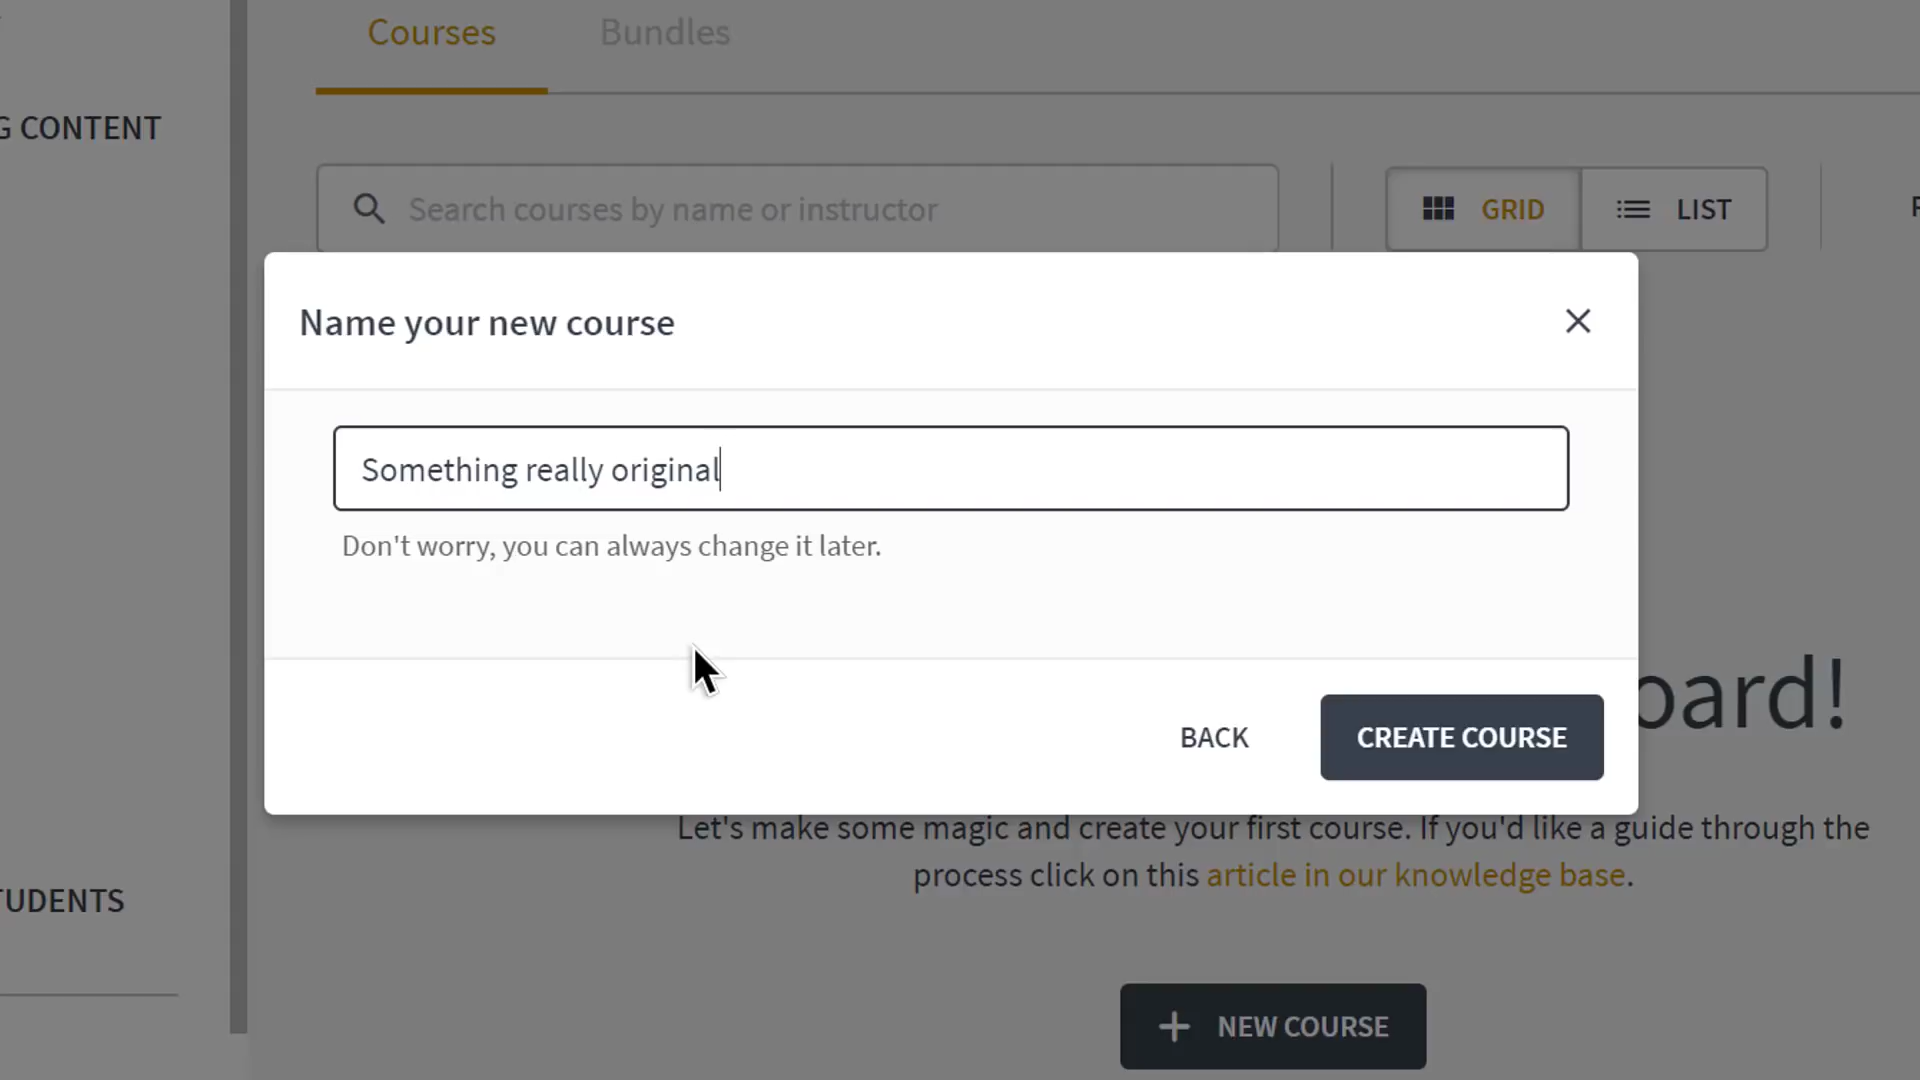 Courses Bundles
G CONTENT
Search courses by name or instructor GRID LIST
Name your new course
Something really original
Don't worry, you can always change it later.
oard!
BACK CREATE COURSE
Let's make some magic and create your first course. If you'd like a guide through the
process click on this article in our knowledge base.
TUDENTS
NEW COURSE